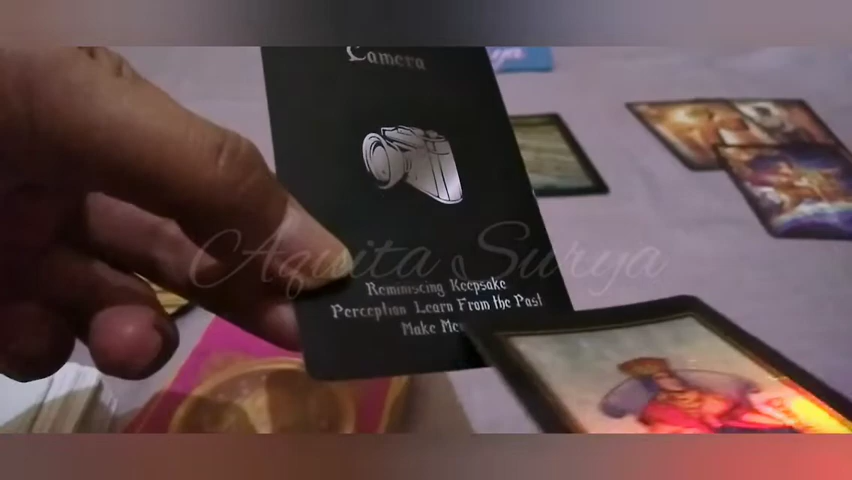 Camera
Aquita Surya
Reminiscing Keepsake
Perception Learn From the Past
Make